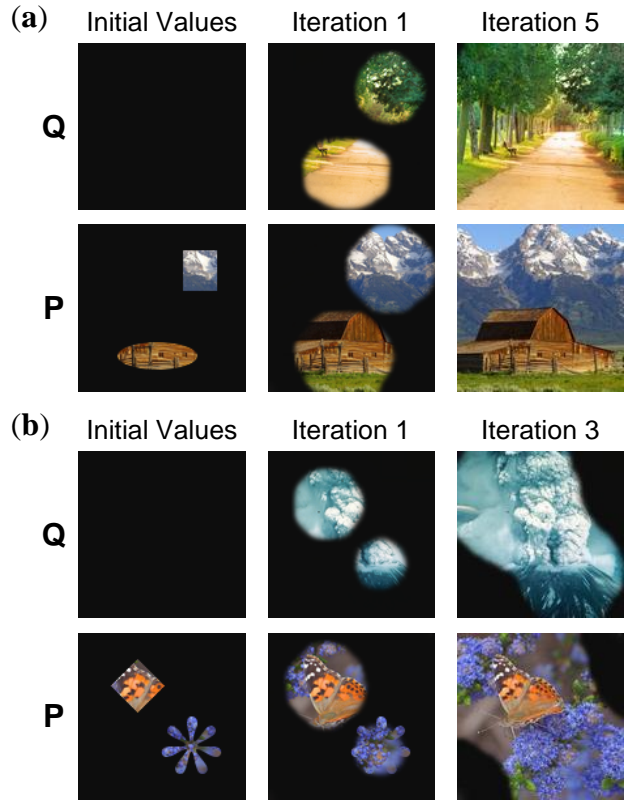 (a) Initial Values Iteration 1 Iteration 5
Q
P
(b) Initial Values Iteration 1 Iteration 3
Q
P